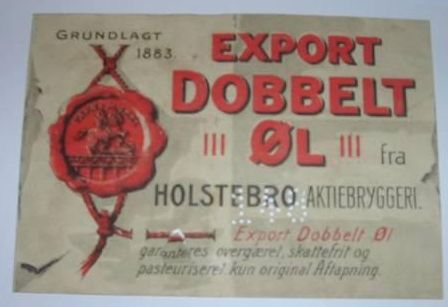 GRUNDLAGT
1883.
EXPORT
DOBBELT
ØL
fra
HOLSTEBRO AKTIEBRYGGERI.
Export Dobbelt Øl
garanteres overgæret, skattefrit og
pasteuriseret. kun original Aftapning.